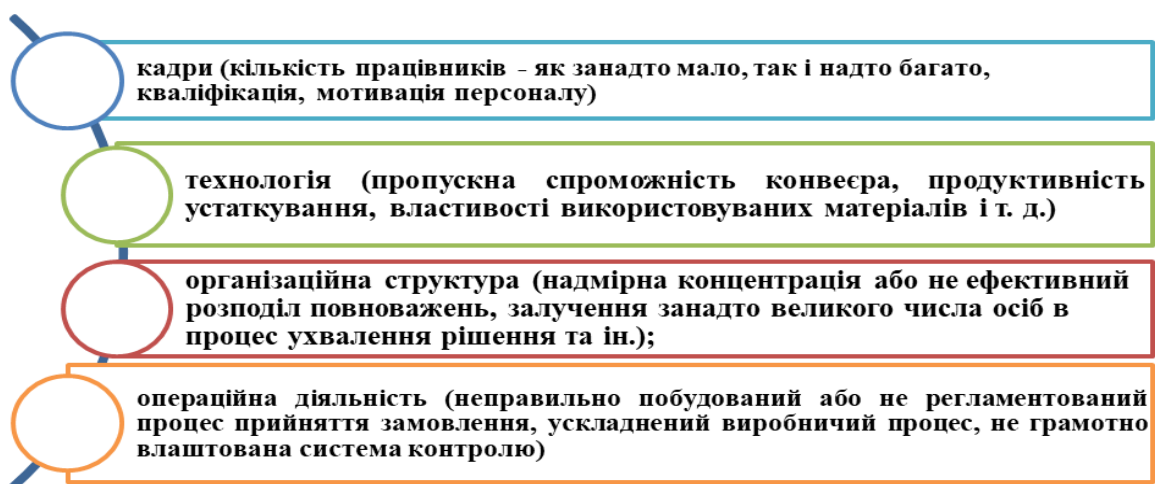 кадри (кількість працівників - як занадто мало, так і надто багато,
кваліфікація, мотивація персоналу)
технологія (пропускна спроможність конвеєра, продуктивність
устаткування, властивості використовуваних матеріалів і т. д.)
організаційна структура (надмірна концентрація або не ефективний
розподіл повноважень, залучення занадто великого числа осіб в
процес ухвалення рішення та ін.);
операційна діяльність (неправильно побудований або не регламентований
процес прийняття замовлення, ускладнений виробничий процес, не грамотно
влаштована система контролю)